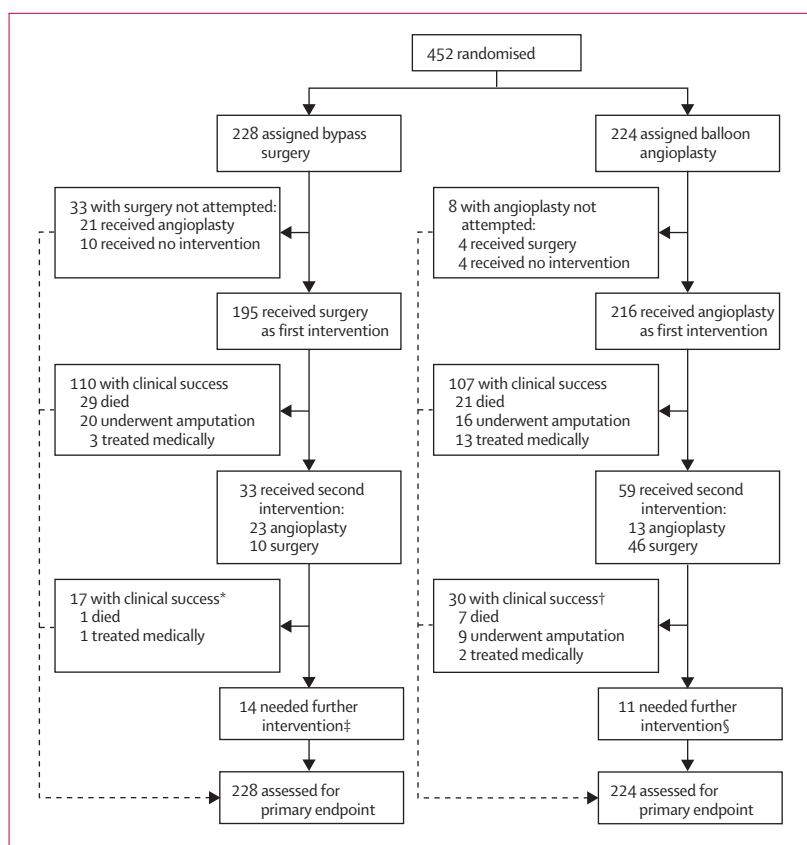 452 randomised
228 assigned bypass
surgery
224 assigned balloon
angioplasty
33 with surgery not attempted:
21 received angioplasty
10 received no intervention
8 with angioplasty not
attempted:
4 received surgery
4 received no intervention
195 received surgery
as first intervention
216 received angioplasty
as first intervention
110 with clinical success
29 died
20 underwent amputation
3 treated medically
107 with clinical success
21 died
16 underwent amputation
13 treated medically
33 received second
intervention:
23 angioplasty
10 surgery
59 received second
intervention:
13 angioplasty
46 surgery
17 with clinical success*
1 died
1 treated medically
30 with clinical success†
7 died
9 underwent amputation
2 treated medically
14 needed further
intervention‡
11 needed further
intervention§
228 assessed for
primary endpoint
224 assessed for
primary endpoint